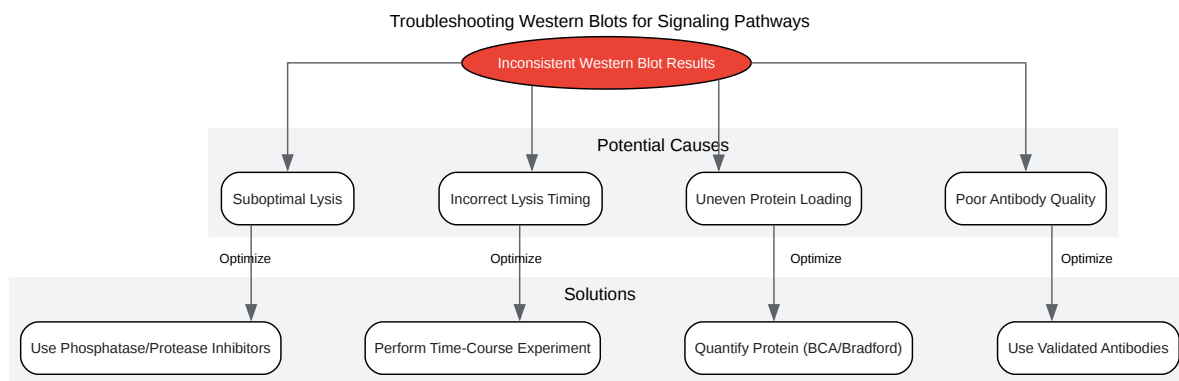 Troubleshooting Western Blots for Signaling Pathways
Inconsistent Western Blot Results
Potential Causes
Suboptimal Lysis
Incorrect Lysis Timing
Uneven Protein Loading
Poor Antibody Quality
Optimize
Optimize
Optimize
Optimize
Solutions
Use Phosphatase/Protease Inhibitors
Perform Time-Course Experiment
Quantify Protein (BCA/Bradford)
Use Validated Antibodies